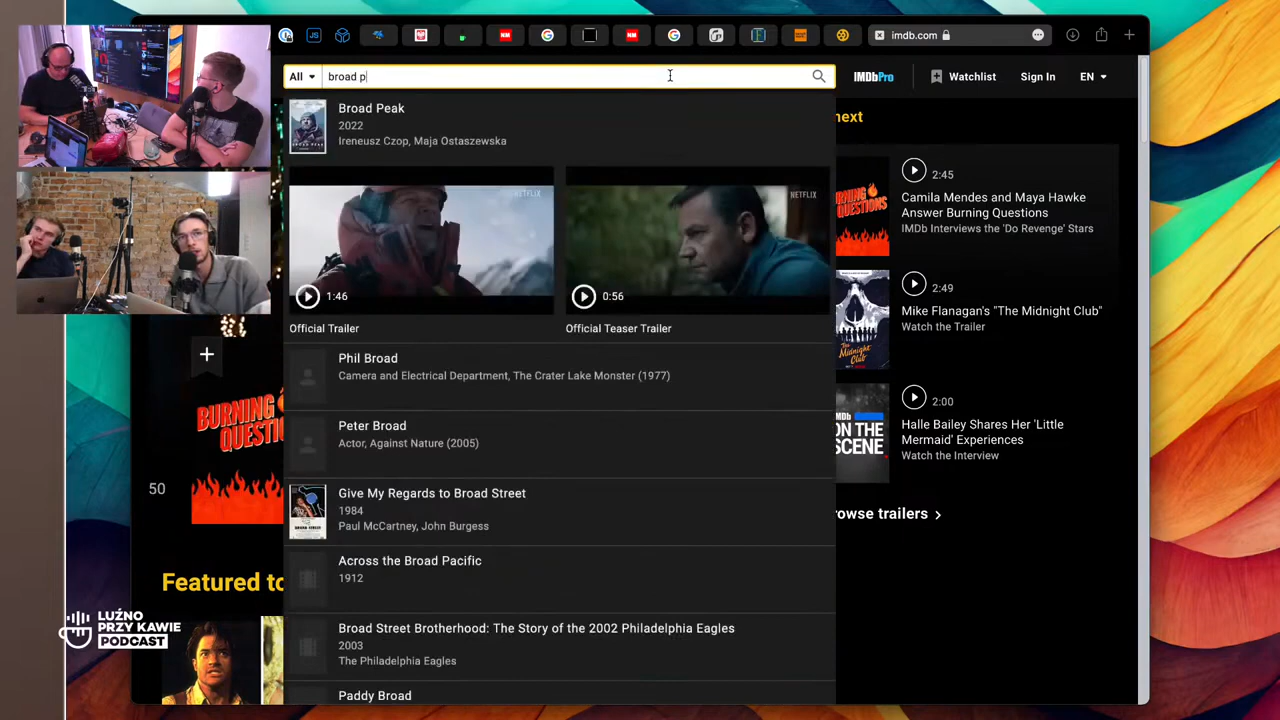 imdb.com
All
broad p
IMDbPro
Watchlist
Sign In
EN
Broad Peak
2022
Ireneusz Czop, Maja Ostaszewska
NETFLIX
1:46
Official Trailer
NETFLIX
0:56
Official Teaser Trailer
Phil Broad
Camera and Electrical Department, The Crater Lake Monster (1977)
Peter Broad
Actor, Against Nature (2005)
Give My Regards to Broad Street
1984
Paul McCartney, John Burgess
Across the Broad Pacific
1912
Broad Street Brotherhood: The Story of the 2002 Philadelphia Eagles
2003
The Philadelphia Eagles
Paddy Broad
next
BURNING
QUESTIONS
2:45
Camila Mendes and Maya Hawke
Answer Burning Questions
IMDb Interviews the 'Do Revenge' Stars
The
Midnight
Club
2:49
Mike Flanagan's "The Midnight Club"
Watch the Trailer
IMDb
ON THE
SCENE
2:00
Halle Bailey Shares Her 'Little
Mermaid' Experiences
Watch the Interview
rowse trailers
BURNING
QUESTI
50
Featured to
LUŹNO
PRZY KAWIE
PODCAST